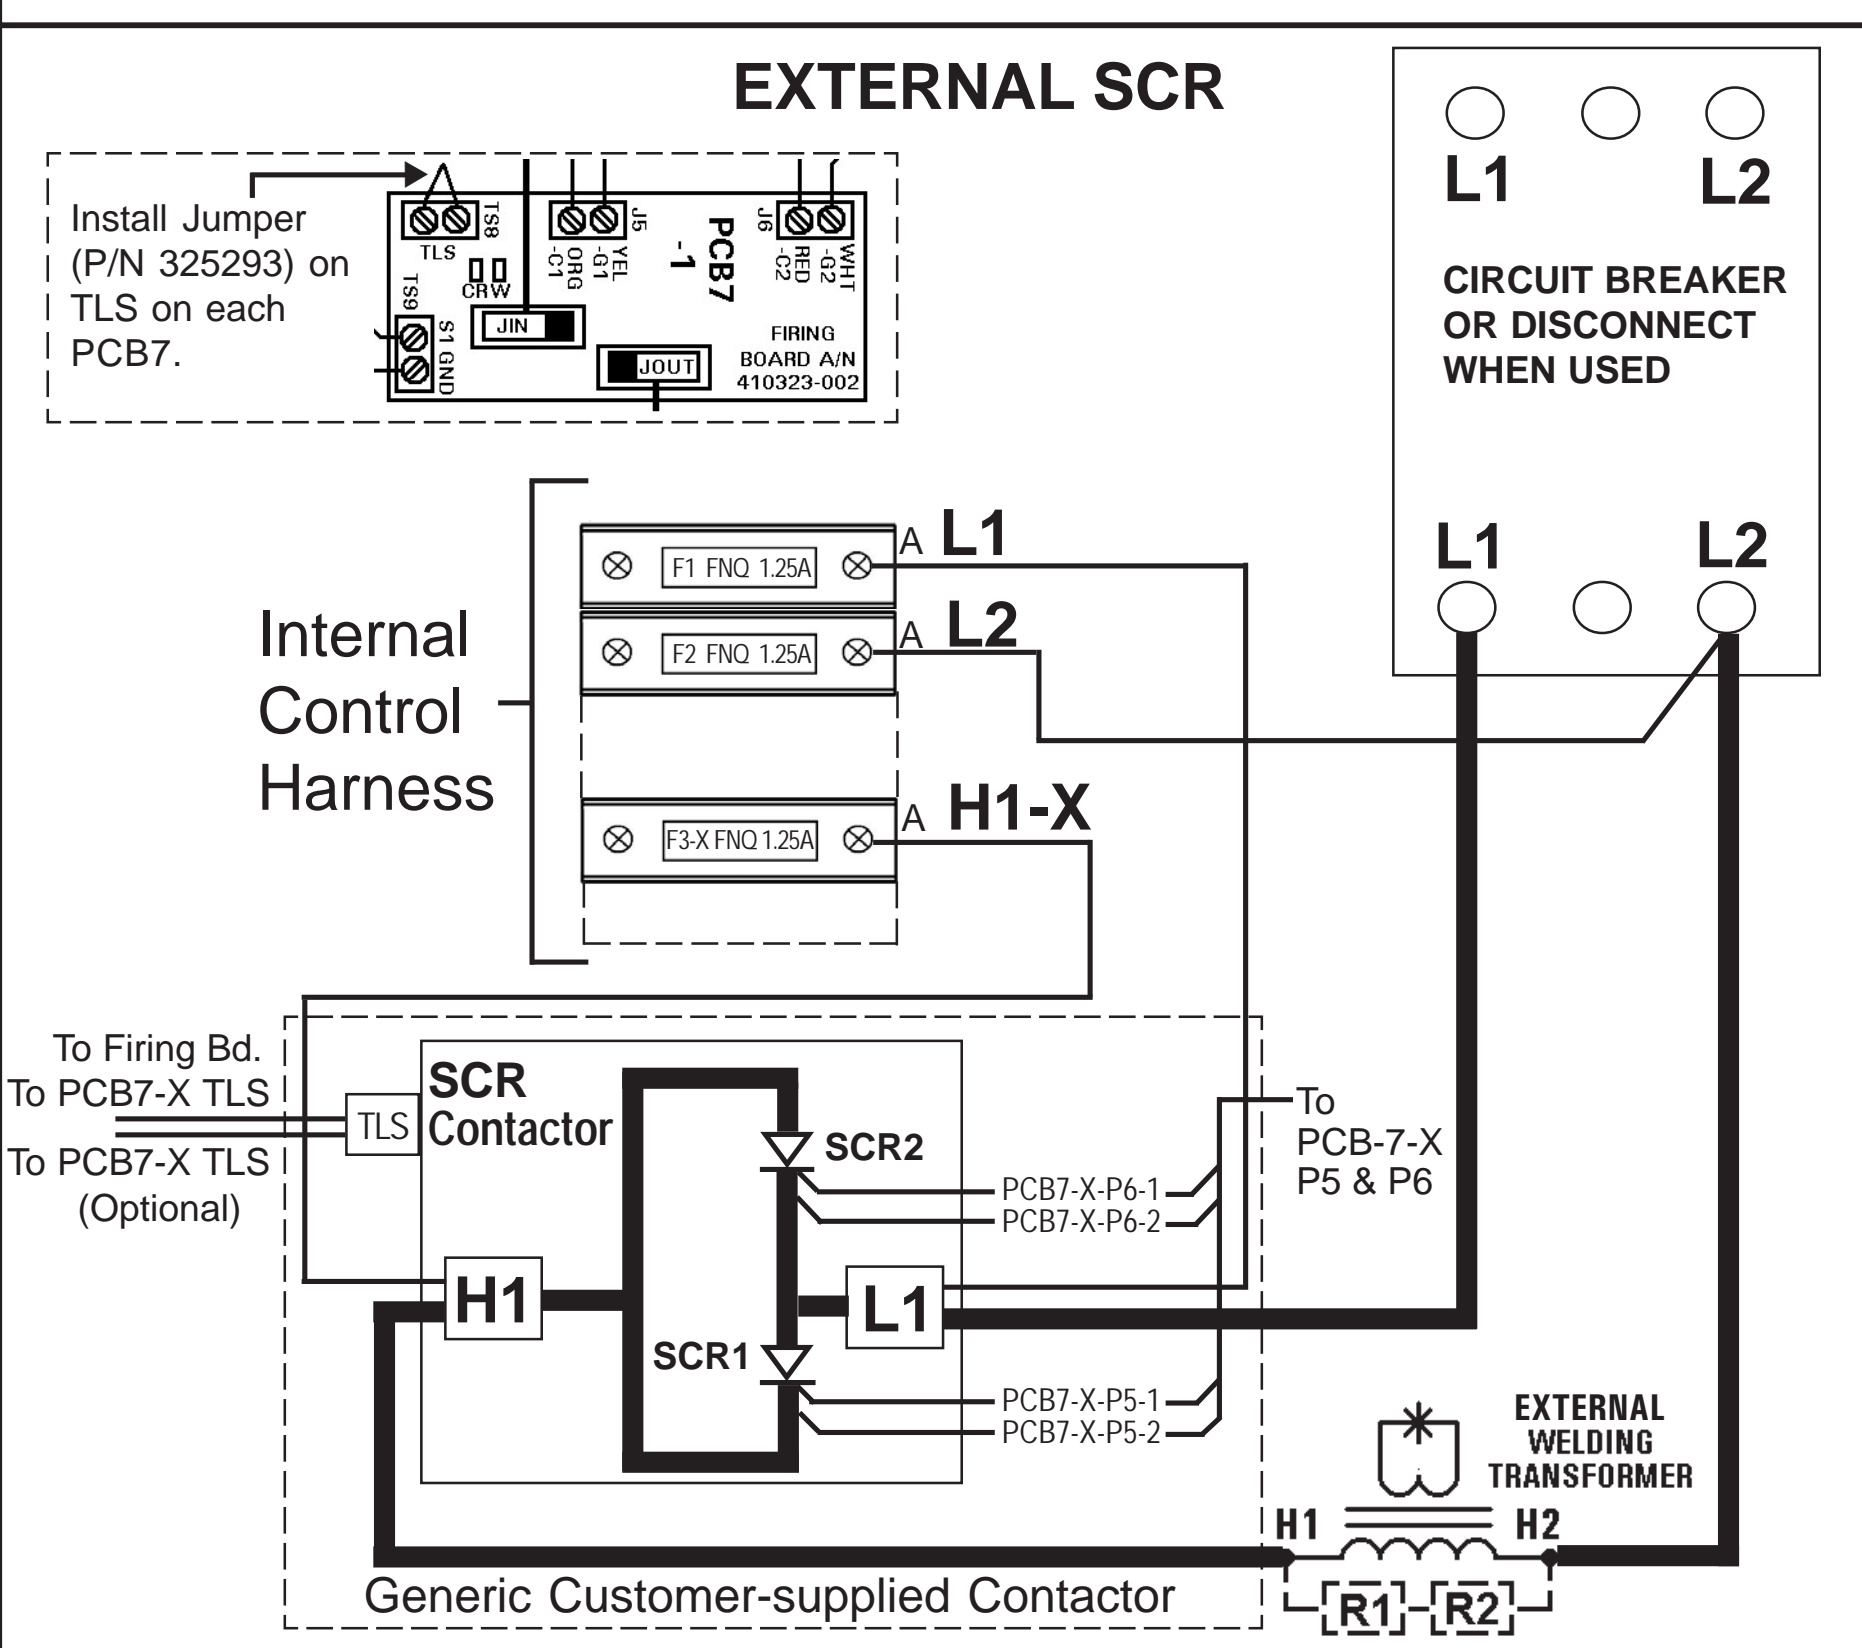 EXTERNAL SCR
Install Jumper
(P/N 325293) on
TLS on each
PCB7.
TS8
TLS
CRW
TS9
S1 GND
JIN
J5
YEL
-G1
ORG
-C1
PCB7
-1
J6
WHT
-G2
RED
-C2
FIRING
BOARD A/N
410323-002
JOUT
L1
L2
CIRCUIT BREAKER
OR DISCONNECT
WHEN USED
L1
L2
Internal
Control
Harness
F1 FNQ 1.25A
A L1
F2 FNQ 1.25A
A L2
F3-X FNQ 1.25A
A H1-X
To Firing Bd.
To PCB7-X TLS
To PCB7-X TLS
(Optional)
TLS
SCR
Contactor
SCR2
PCB7-X-P6-1
PCB7-X-P6-2
To
PCB-7-X
P5 & P6
H1
L1
SCR1
PCB7-X-P5-1
PCB7-X-P5-2
EXTERNAL
WELDING
TRANSFORMER
H1
H2
R1
R2
Generic Customer-supplied Contactor